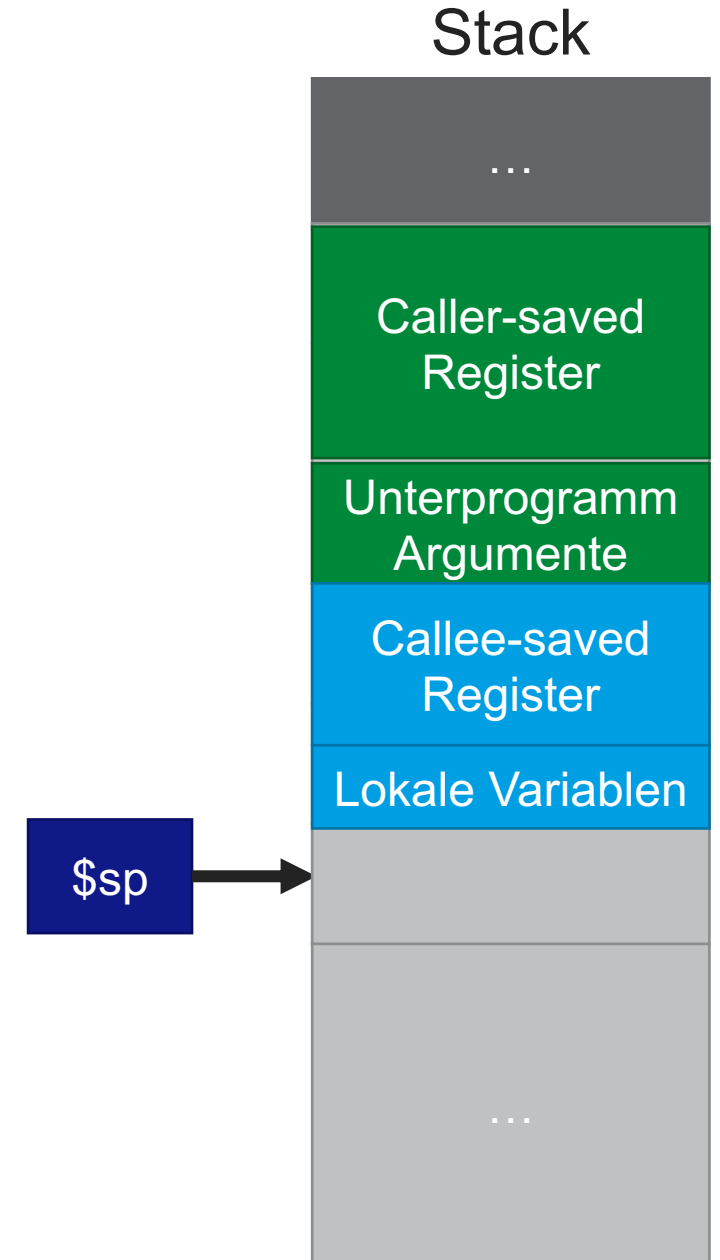 Stack
...
Caller-saved
Register
Unterprogramm
Argumente
Callee-saved
Register
Lokale Variablen
$sp
...